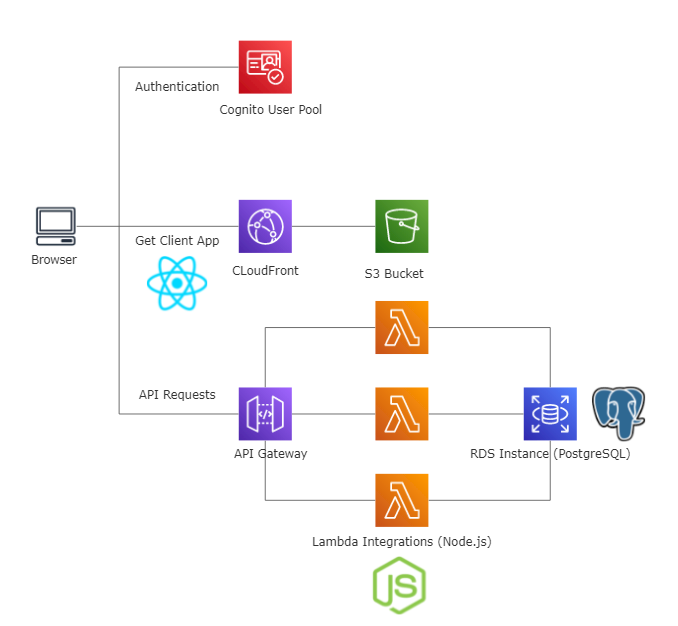 Authentication
Cognito User Pool
Get Client App
Browser
CLoudFront
S3 Bucket
API Requests
API Gateway
RDS Instance (PostgreSQL)
Lambda Integrations (Node.js)
JS